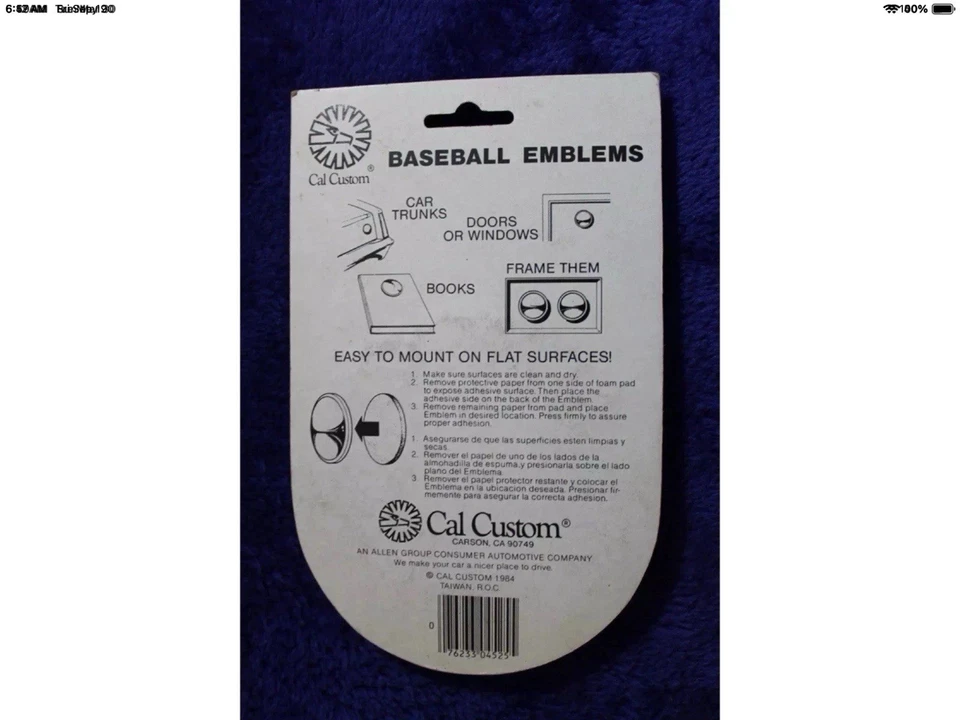 Cal Custom®
BASEBALL EMBLEMS
CAR
TRUNKS
DOORS
OR WINDOWS
BOOKS
FRAME THEM
EASY TO MOUNT ON FLAT SURFACES!
1. Make sure surfaces are clean and dry.
2. Remove protective paper from one side of foam pad
to expose adhesive surface. Then place the
adhesive side on the back of the Emblem.
3. Remove remaining paper from pad and place
Emblem in desired location. Press firmly to assure
proper adhesion.
1. Asegurarse de que las superficies esten limpias y
secas.
2. Remover el papel de uno de los lados de la
almohadilla de espuma,y presionarla sobre el lado
plano del Emblema
3 Remover el papel protector restante y colocar el
Emblema en la ubicacion deseada. Presionar fir-
memente para asegurar la correcta adhesion.
Cal Custom®
CARSON, CA 90749
AN ALLEN GROUP CONSUMER AUTOMOTIVE COMPANY
We make your car a nicer place to drive.
© CAL CUSTOM 1984
TAIWAN, R.O.C.
0
76233 04525